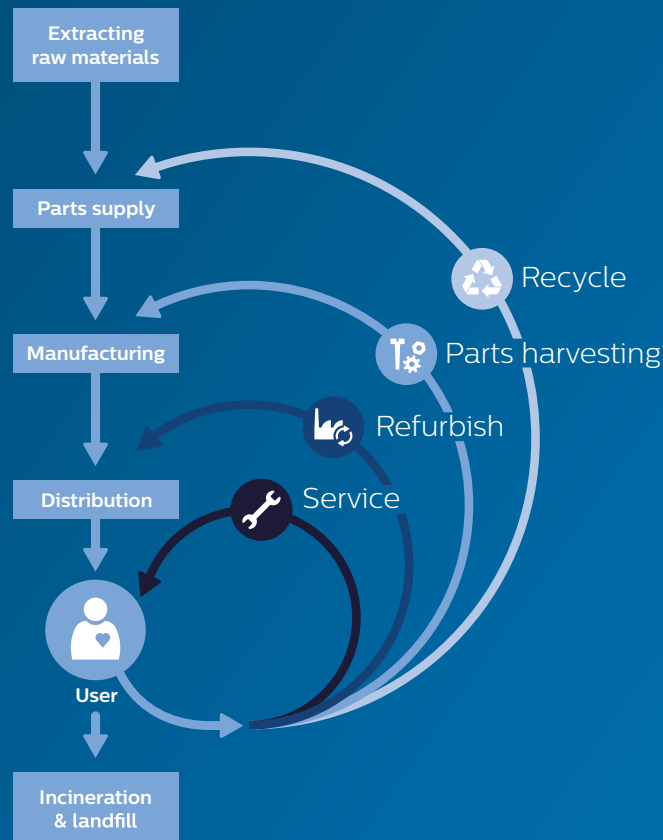 Extracting
raw materials
Parts supply
Recycle
Manufacturing
Parts harvesting
Refurbish
Distribution
Service
User
Incineration
& landfill